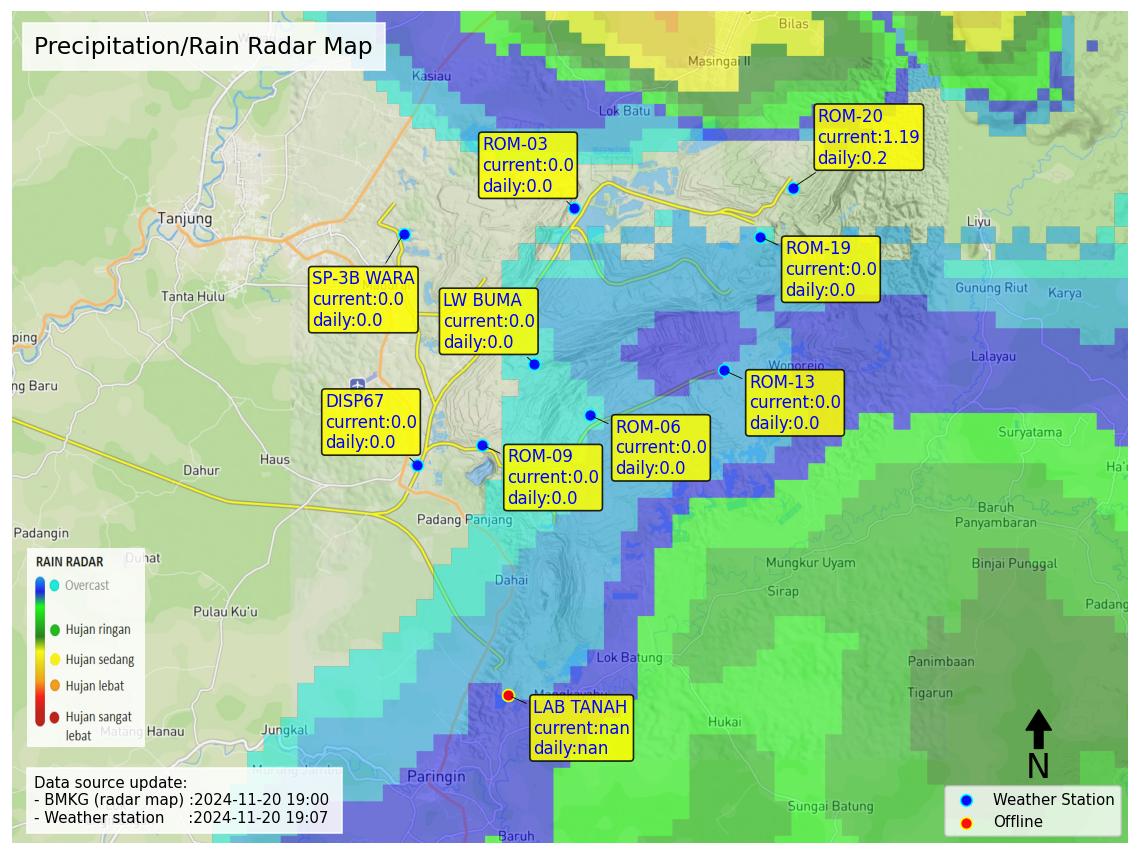 Precipitation/Rain Radar Map
Bilas
Masingai II
Kasiau
Lok Batu
ROM-20
current:1.19
daily:0.2
ROM-03
current:0.0
daily:0.0
Tanjung
Liyu
ROM-19
current:0.0
daily:0.0
SP-3B WARA
current:0.0
daily:0.0
Tanta Hulu
LW BUMA
current:0.0
daily:0.0
Gunung Riut
Karya
ping
Lalayau
Wonorejo
ng Baru
ROM-13
current:0.0
daily:0.0
DISP67
current:0.0
daily:0.0
ROM-06
current:0.0
daily:0.0
Suryatama
ROM-09
current:0.0
daily:0.0
Haus
Dahur
Ha'u
Baruh
Panyambaran
Padang Panjang
Padangin
Duhat
Mungkur Uyam
Binjai Punggal
Dahai
Sirap
Padang
Pulau Ku'u
RAIN RADAR
Overcast
Hujan ringan
Hujan sedang
Hujan lebat
Hujan sangat
lebat
Lok Batung
Panimbaan
Tigarun
LAB TANAH
current:nan
daily:nan
Hukai
Matang Hanau
Jungkal
Paringin
Sungai Batung
Baruh
Data source update:
- BMKG (radar map) :2024-11-20 19:00
- Weather station :2024-11-20 19:07
N
Weather Station
Offline